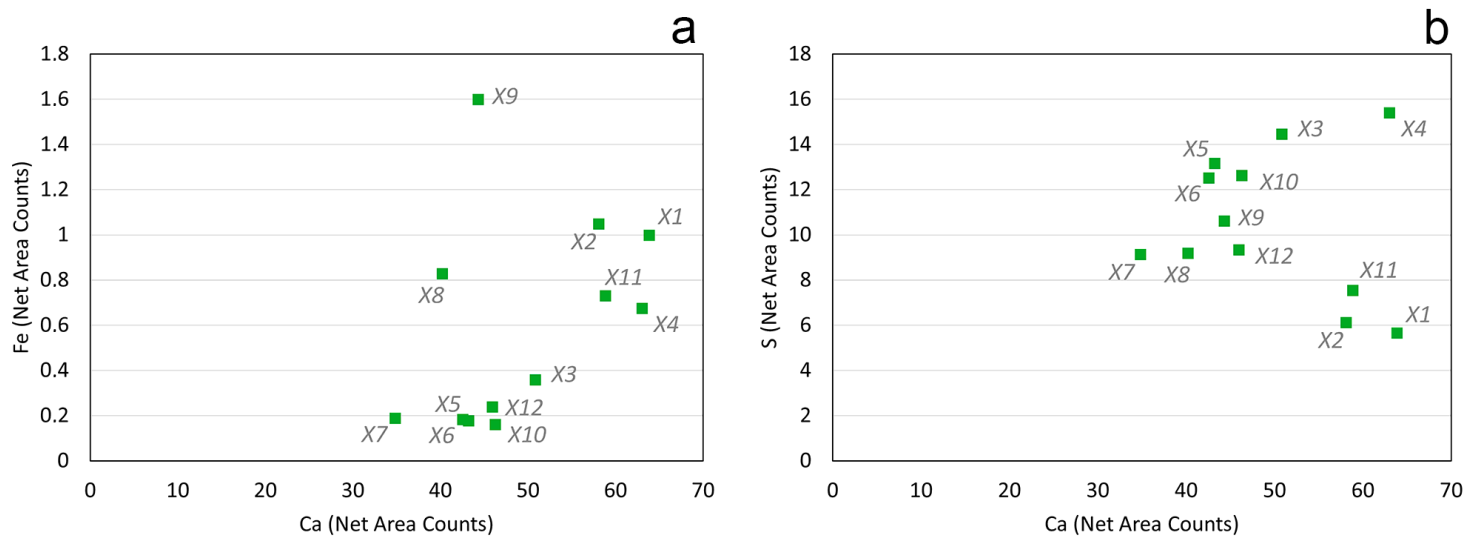 a
1.8
1.6
1.4
1.2
1
0.8
0.6
0.4
0.2
0
Fe (Net Area Counts)
X9
X1
X2
X8
X11
X4
X3
X5
X12
X7
X6
X10
0 10 20 30 40 50 60 70
Ca (Net Area Counts)
b
18
16
14
12
10
8
6
4
2
0
S (Net Area Counts)
X3
X4
X5
X6
X10
X9
X7
X8
X12
X11
X1
X2
0 10 20 30 40 50 60 70
Ca (Net Area Counts)